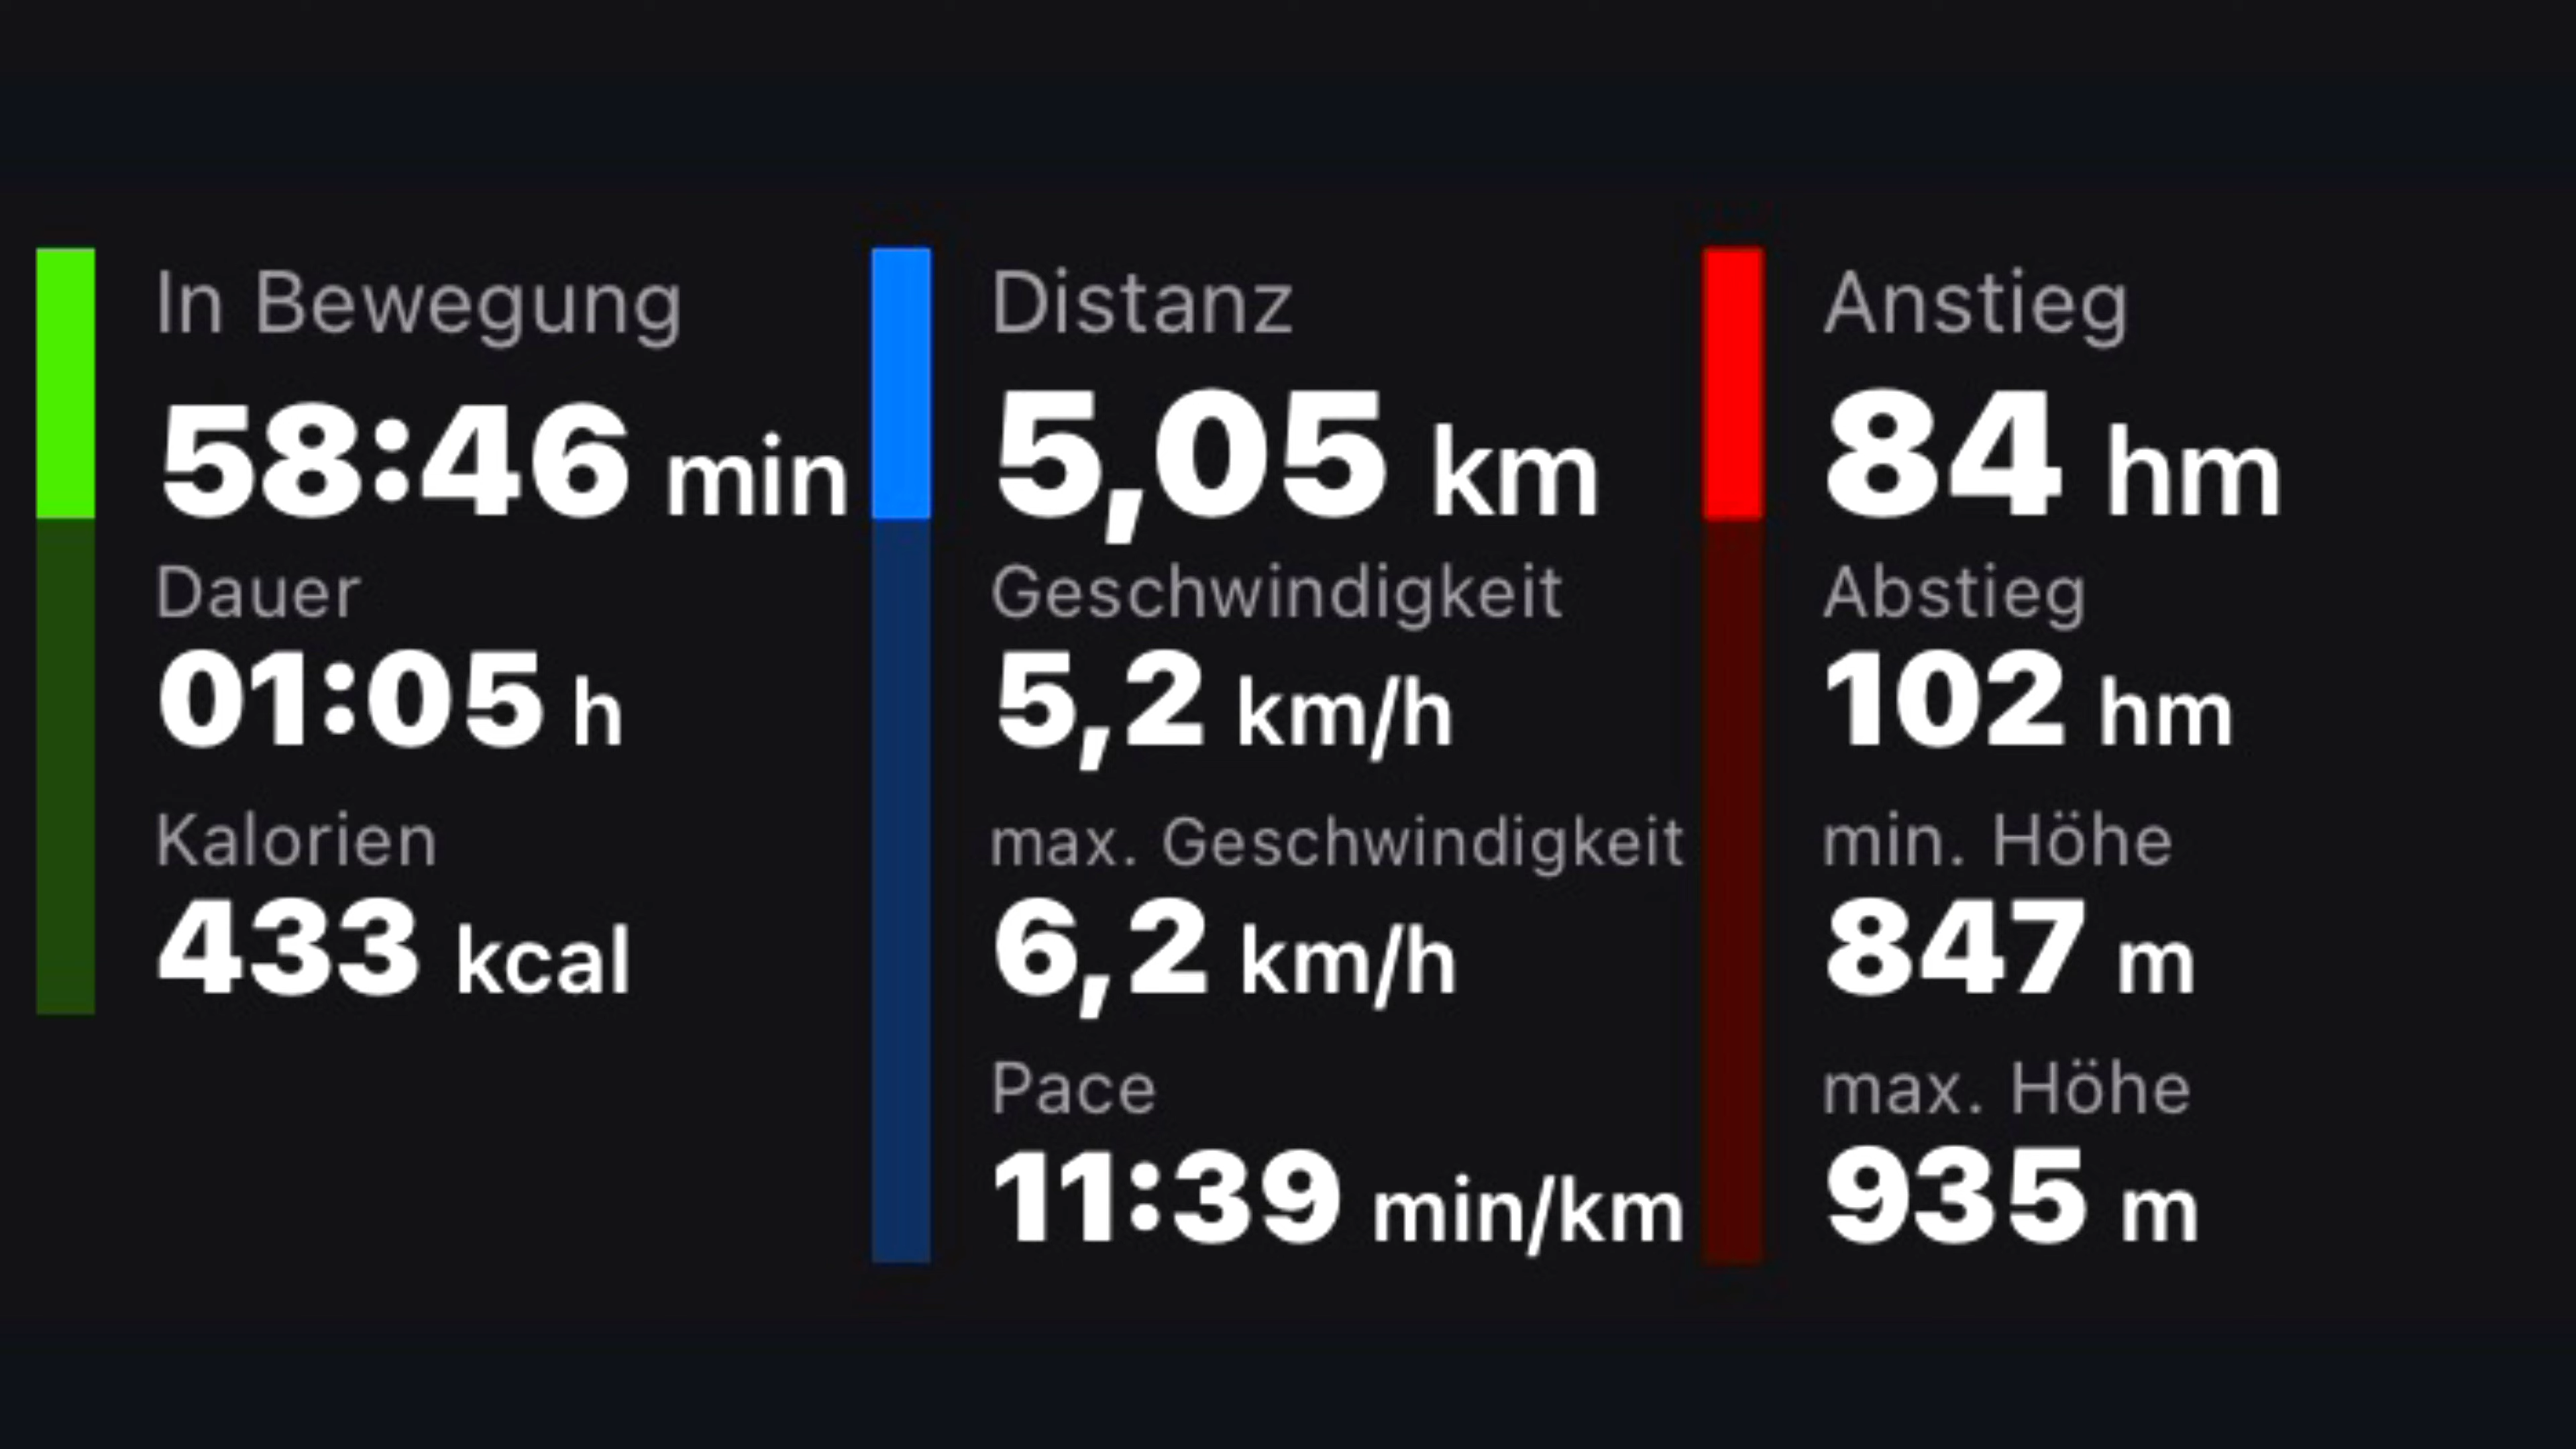 In Bewegung
58:46 min
Dauer
01:05 h
Kalorien
433 kcal
Distanz
5,05 km
Geschwindigkeit
5,2 km/h
max. Geschwindigkeit
6,2 km/h
Pace
11:39 min/km
Anstieg
84 hm
Abstieg
102 hm
min. Höhe
847 m
max. Höhe
935 m